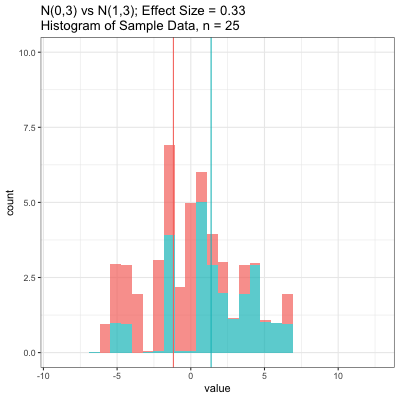 N(0,3) vs N(1,3); Effect Size = 0.33
Histogram of Sample Data, n = 25
10.0
7.5
5.0
2.5
0.0
count
-10
-5
0
5
10
value